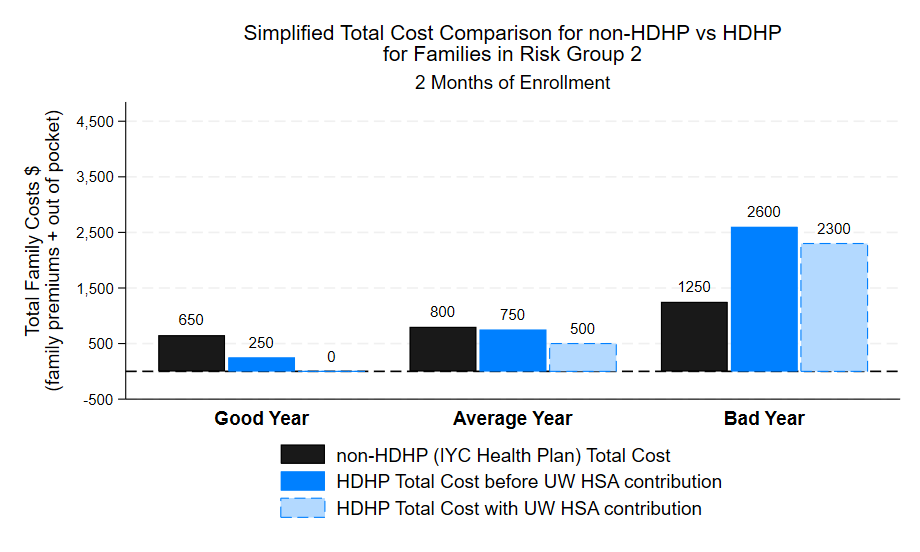 Simplified Total Cost Comparison for non-HDHP vs HDHP
for Families in Risk Group 2
2 Months of Enrollment
Total Family Costs $
(family premiums + out of pocket)
4,500
3,500
2,500
1,500
500
-500
650
250
0
800
750
500
1250
2600
2300
Good Year
Average Year
Bad Year
non-HDHP (IYC Health Plan) Total Cost
HDHP Total Cost before UW HSA contribution
HDHP Total Cost with UW HSA contribution